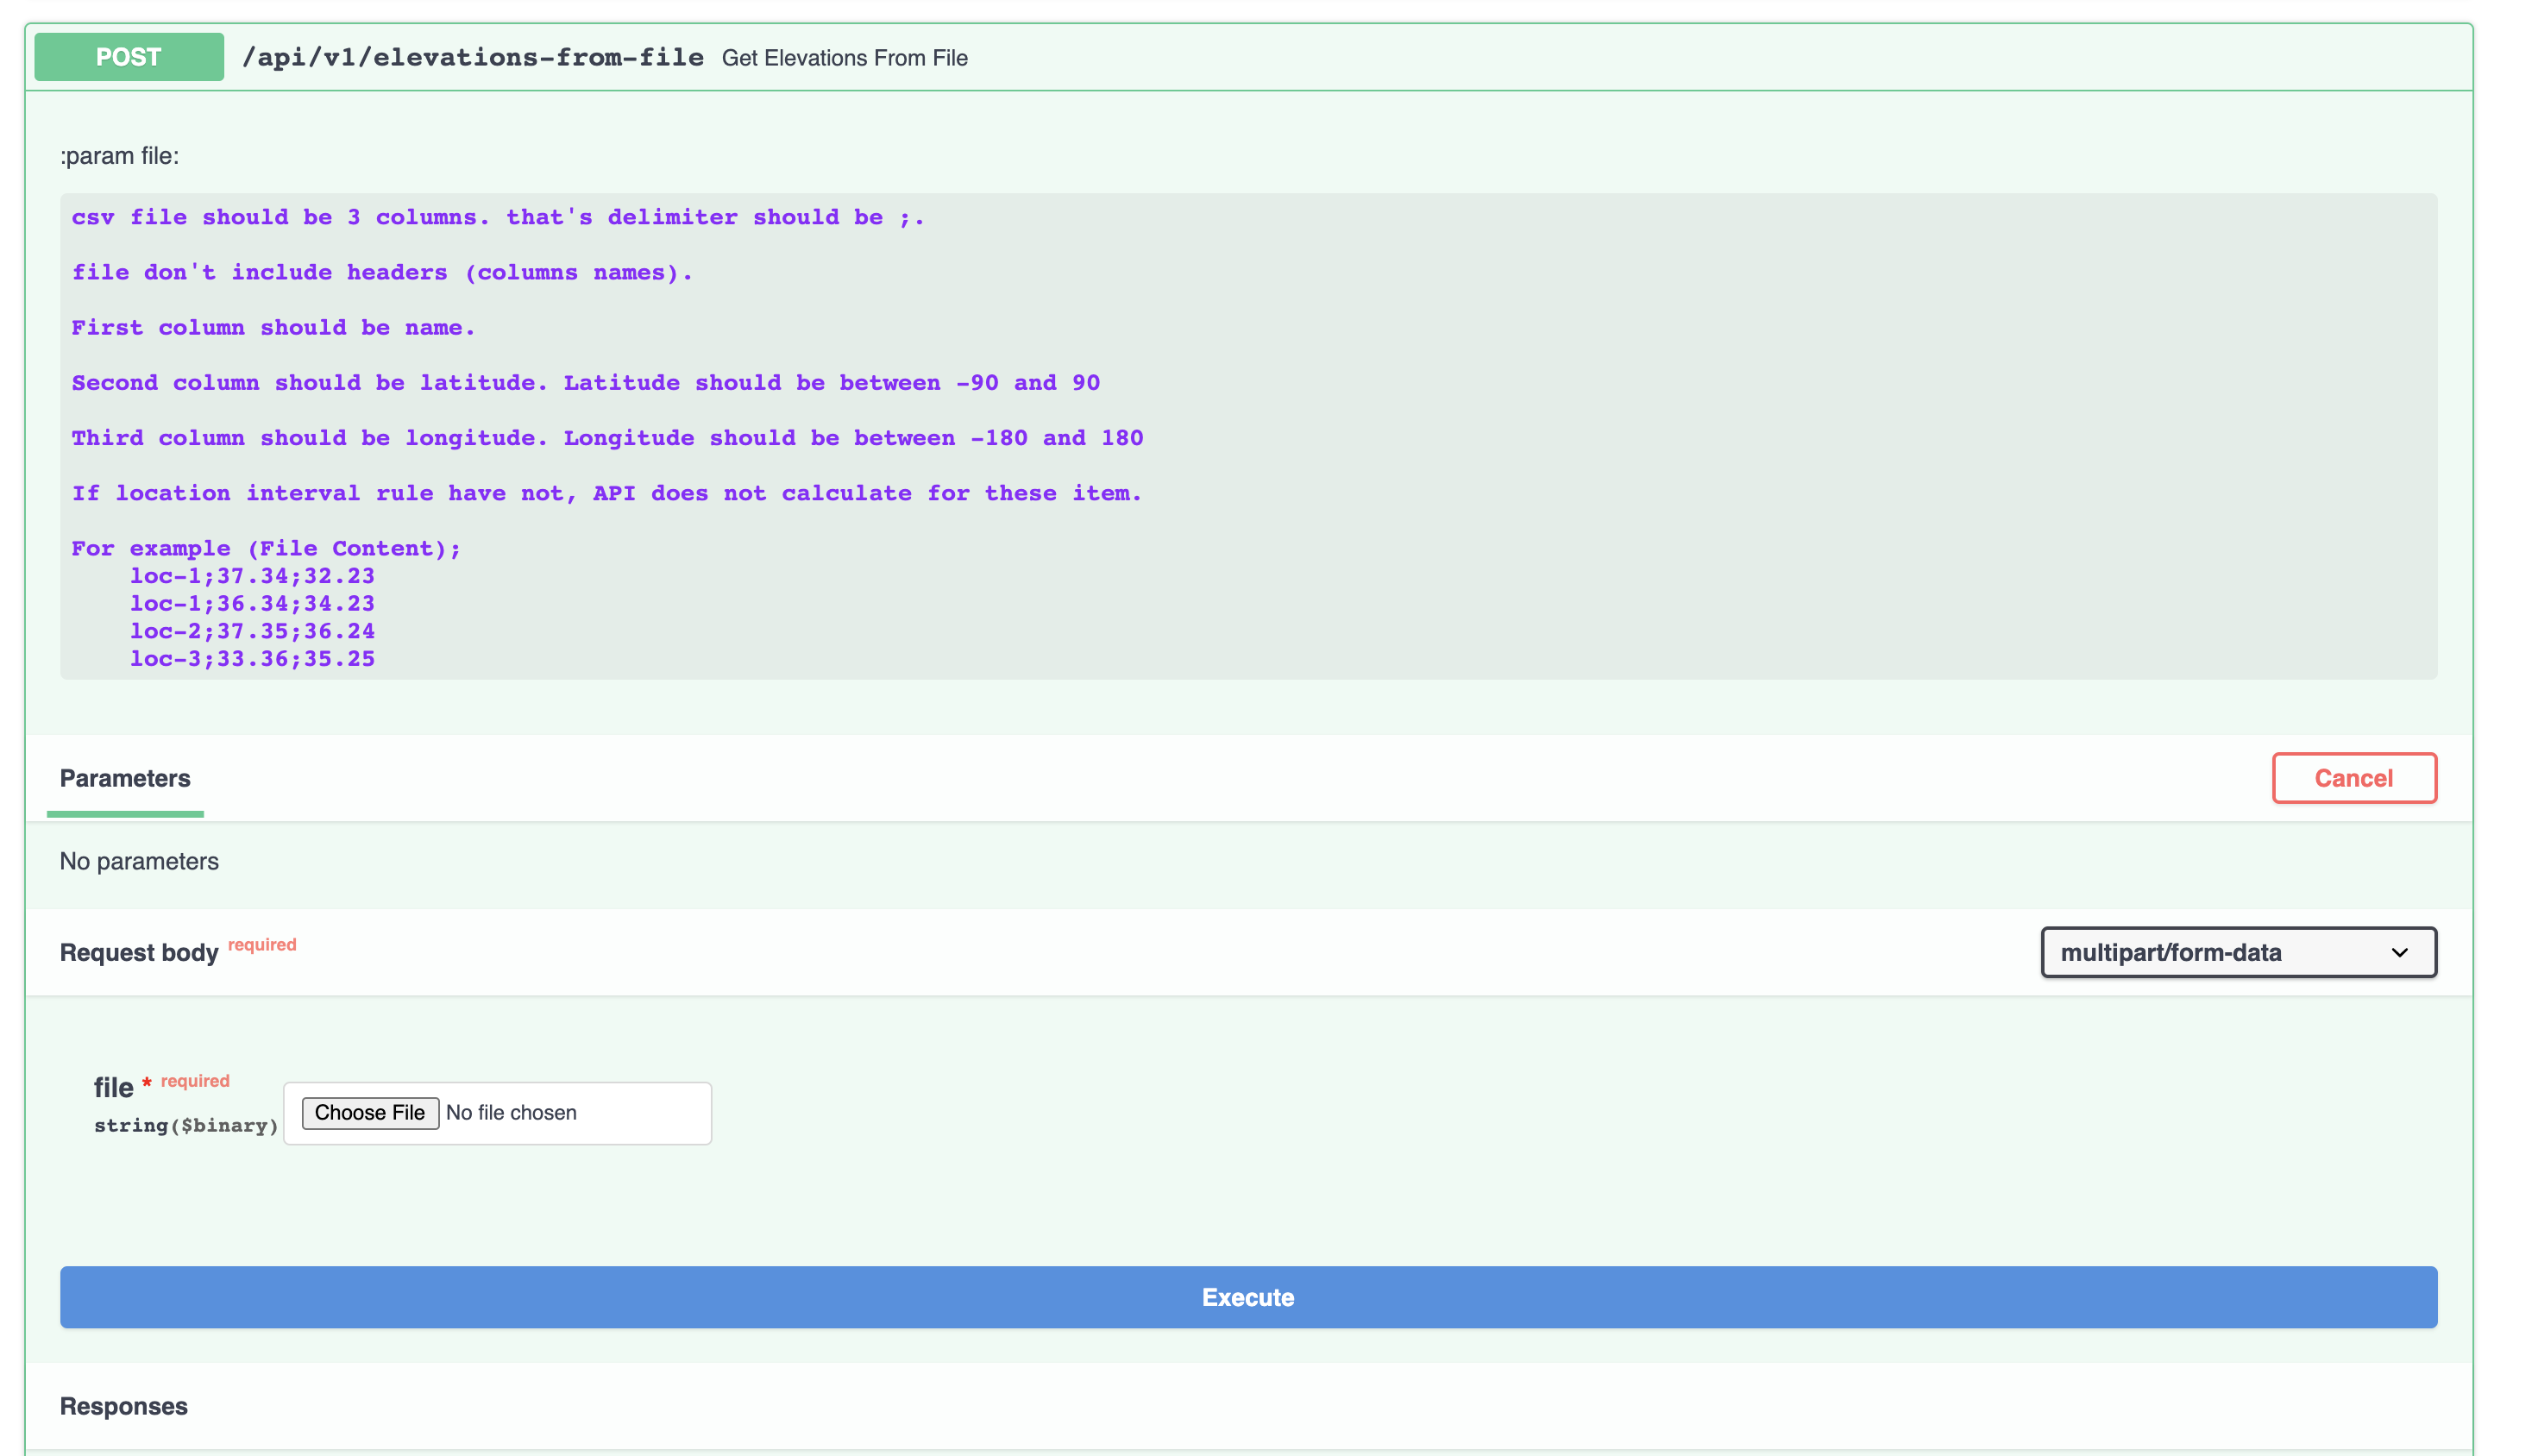 POST /api/v1/elevations-from-file Get Elevations From File
:param file:
csv file should be 3 columns. that's delimiter should be ;.
file don't include headers (columns names).
First column should be name.
Second column should be latitude. Latitude should be between -90 and 90
Third column should be longitude. Longitude should be between -180 and 180
If location interval rule have not, API does not calculate for these item.
For example (File Content);
loc-1;37.34;32.23
loc-1;36.34;34.23
loc-2;37.35;36.24
loc-3;33.36;35.25
Parameters Cancel
No parameters
Request body required multipart/form-data
file * required
string($binary) Choose File No file chosen
Execute
Responses